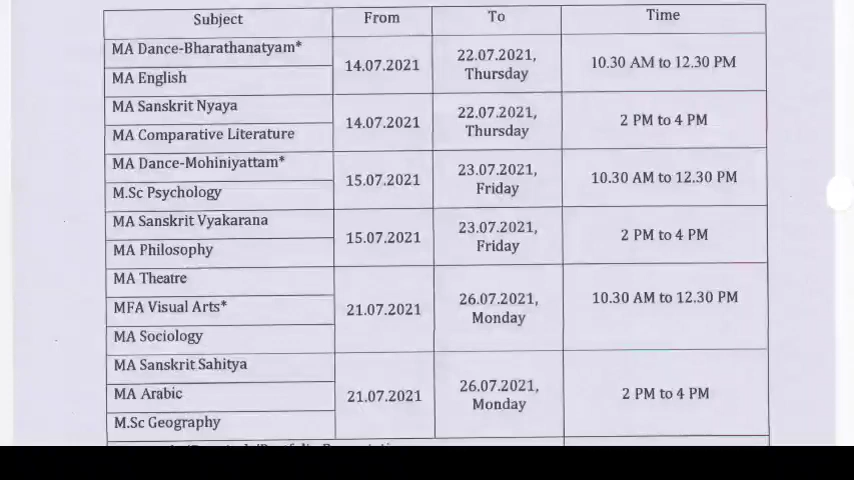 Subject From To Time
MA Dance-Bharathanatyam*
MA English
14.07.2021
22.07.2021,
Thursday
10.30 AM to 12.30 PM
MA Sanskrit Nyaya
MA Comparative Literature
14.07.2021
22.07.2021,
Thursday
2 PM to 4 PM
MA Dance-Mohiniyattam*
M.Sc Psychology
15.07.2021
23.07.2021,
Friday
10.30 AM to 12.30 PM
MA Sanskrit Vyakarana
MA Philosophy
15.07.2021
23.07.2021,
Friday
2 PM to 4 PM
MA Theatre
MFA Visual Arts*
MA Sociology
21.07.2021
26.07.2021,
Monday
10.30 AM to 12.30 PM
MA Sanskrit Sahitya
MA Arabic
M.Sc Geography
21.07.2021
26.07.2021,
Monday
2 PM to 4 PM